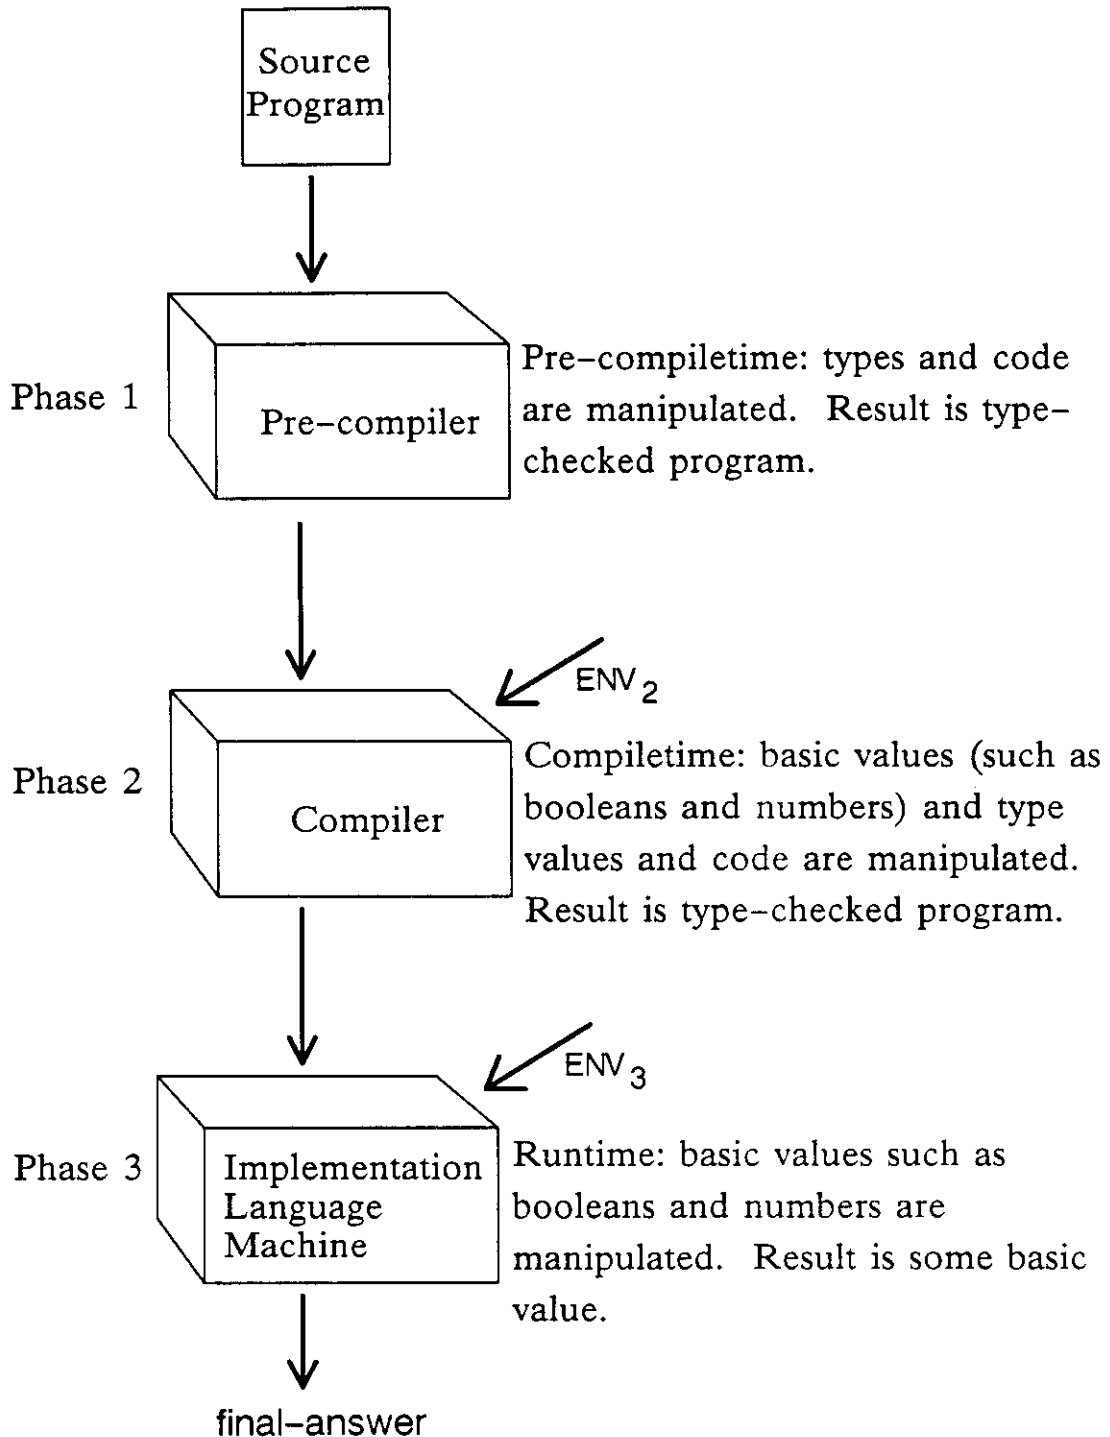 Source
Program
Phase 1
Pre-compiler
Pre-compiletime: types and code
are manipulated. Result is type-
checked program.
ENV2
Phase 2
Compiler
Compiletime: basic values (such as
booleans and numbers) and type
values and code are manipulated.
Result is type-checked program.
ENV3
Phase 3
Implementation
Language
Machine
Runtime: basic values such as
booleans and numbers are
manipulated. Result is some basic
value.
final-answer